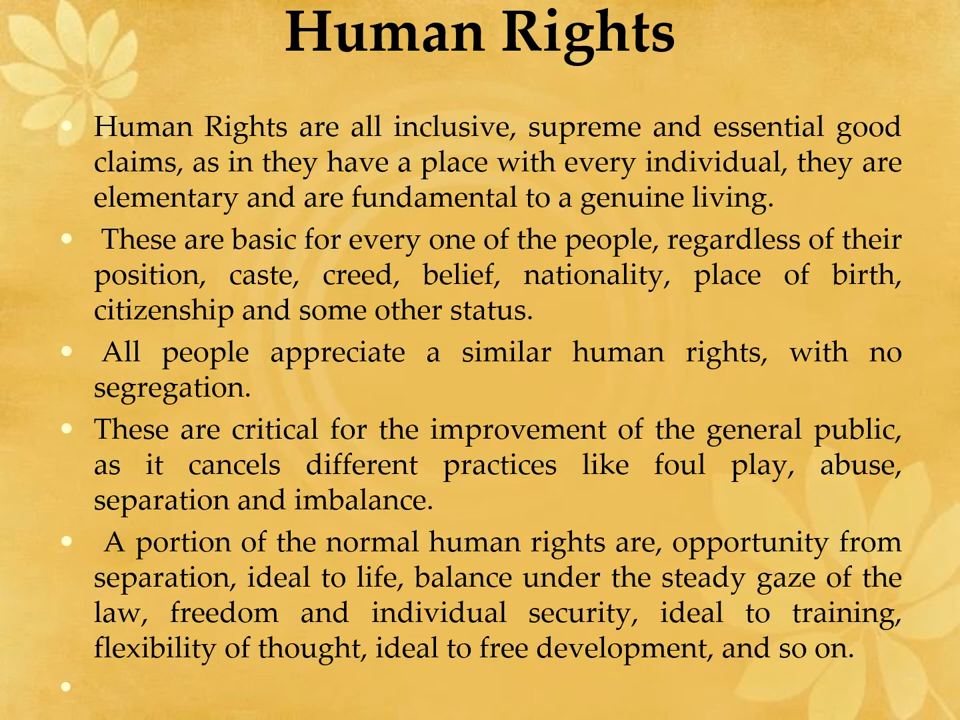 Human Rights
• Human Rights are all inclusive, supreme and essential good
claims, as in they have a place with every individual, they are
elementary and are fundamental to a genuine living.
• These are basic for every one of the people, regardless of their
position, caste, creed, belief, nationality, place of birth,
citizenship and some other status.
• All people appreciate a similar human rights, with no
segregation.
• These are critical for the improvement of the general public,
as it cancels different practices like foul play, abuse,
separation and imbalance.
• A portion of the normal human rights are, opportunity from
separation, ideal to life, balance under the steady gaze of the
law, freedom and individual security, ideal to training,
flexibility of thought, ideal to free development, and so on.
•